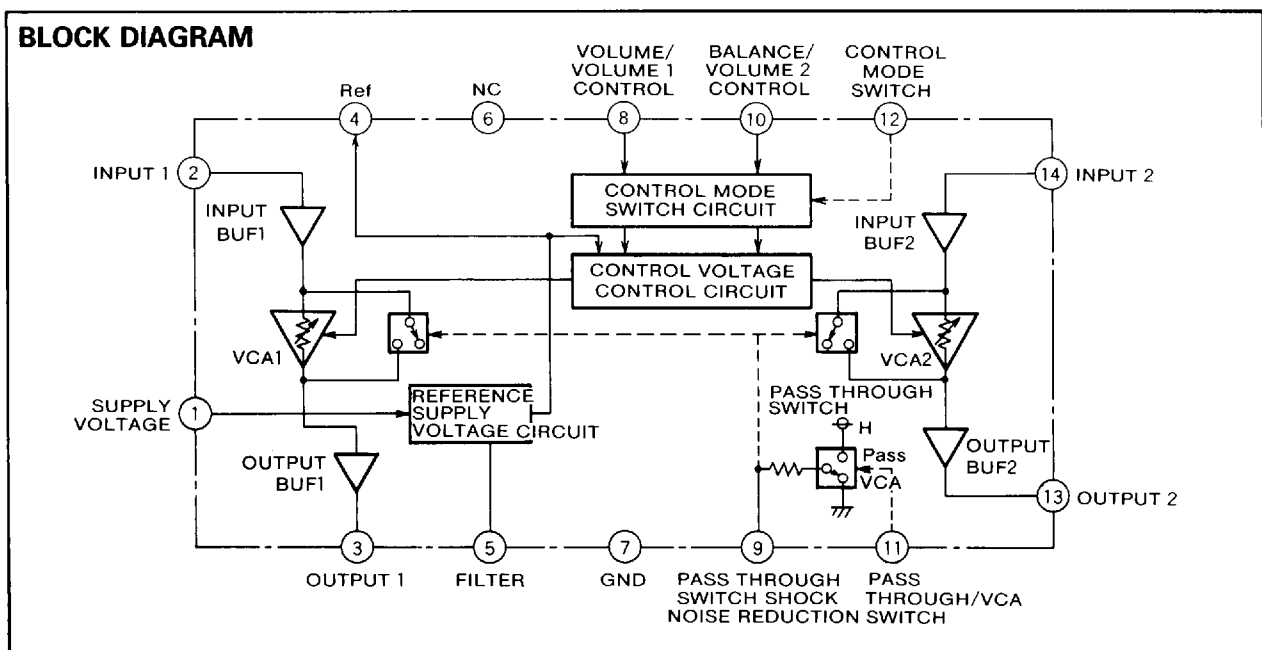 BLOCK DIAGRAM
VOLUME/
VOLUME 1
CONTROL
BALANCE/
VOLUME 2
CONTROL
CONTROL
MODE
SWITCH
Ref
NC
4
6
8
10
12
INPUT 1
2
14
INPUT 2
CONTROL MODE
SWITCH CIRCUIT
INPUT
BUF1
INPUT
BUF2
CONTROL VOLTAGE
CONTROL CIRCUIT
VCA1
VCA2
SUPPLY
VOLTAGE
1
REFERENCE
SUPPLY
VOLTAGE CIRCUIT
PASS THROUGH
SWITCH
H
Pass
VCA
OUTPUT
BUF1
OUTPUT
BUF2
13
OUTPUT 2
3
5
7
9
11
OUTPUT 1
FILTER
GND
PASS THROUGH
SWITCH SHOCK
NOISE REDUCTION
PASS
THROUGH/VCA
SWITCH